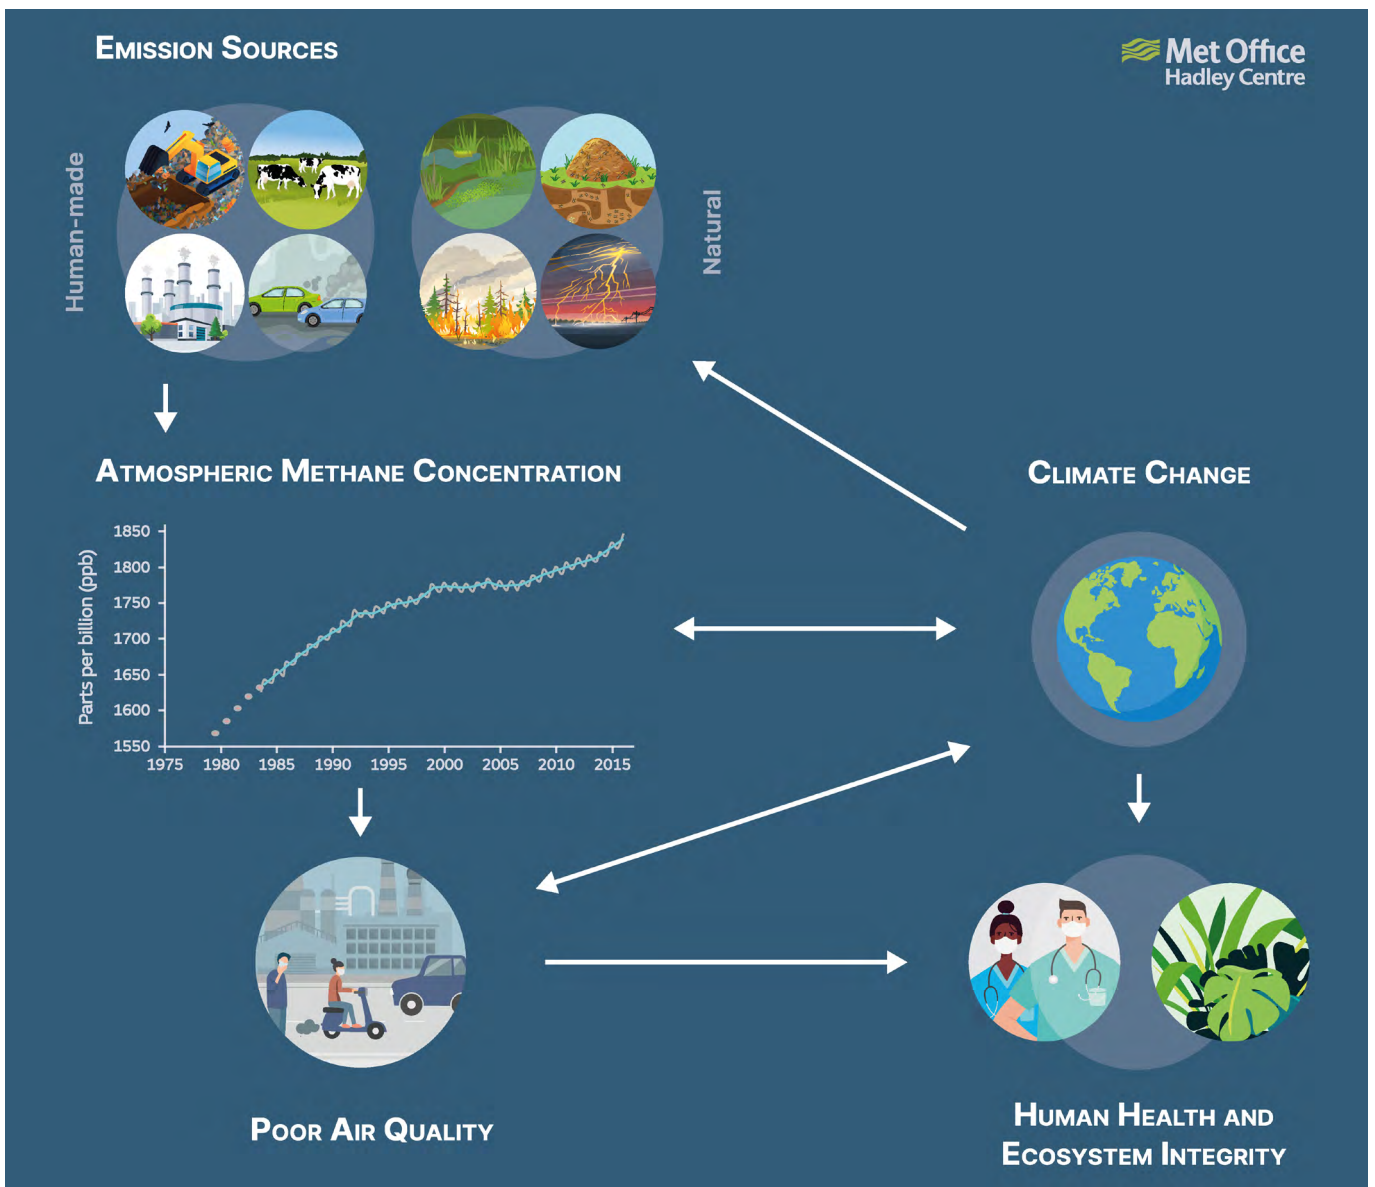 EMISSION SOURCES
Met Office
Hadley Centre
Human-made
Natural
ATMOSPHERIC METHANE CONCENTRATION
CLIMATE CHANGE
Parts per billion (ppb)
1850
1800
1750
1700
1650
1600
1550
1975 1980 1985 1990 1995 2000 2005 2010 2015
POOR AIR QUALITY
HUMAN HEALTH AND
ECOSYSTEM INTEGRITY